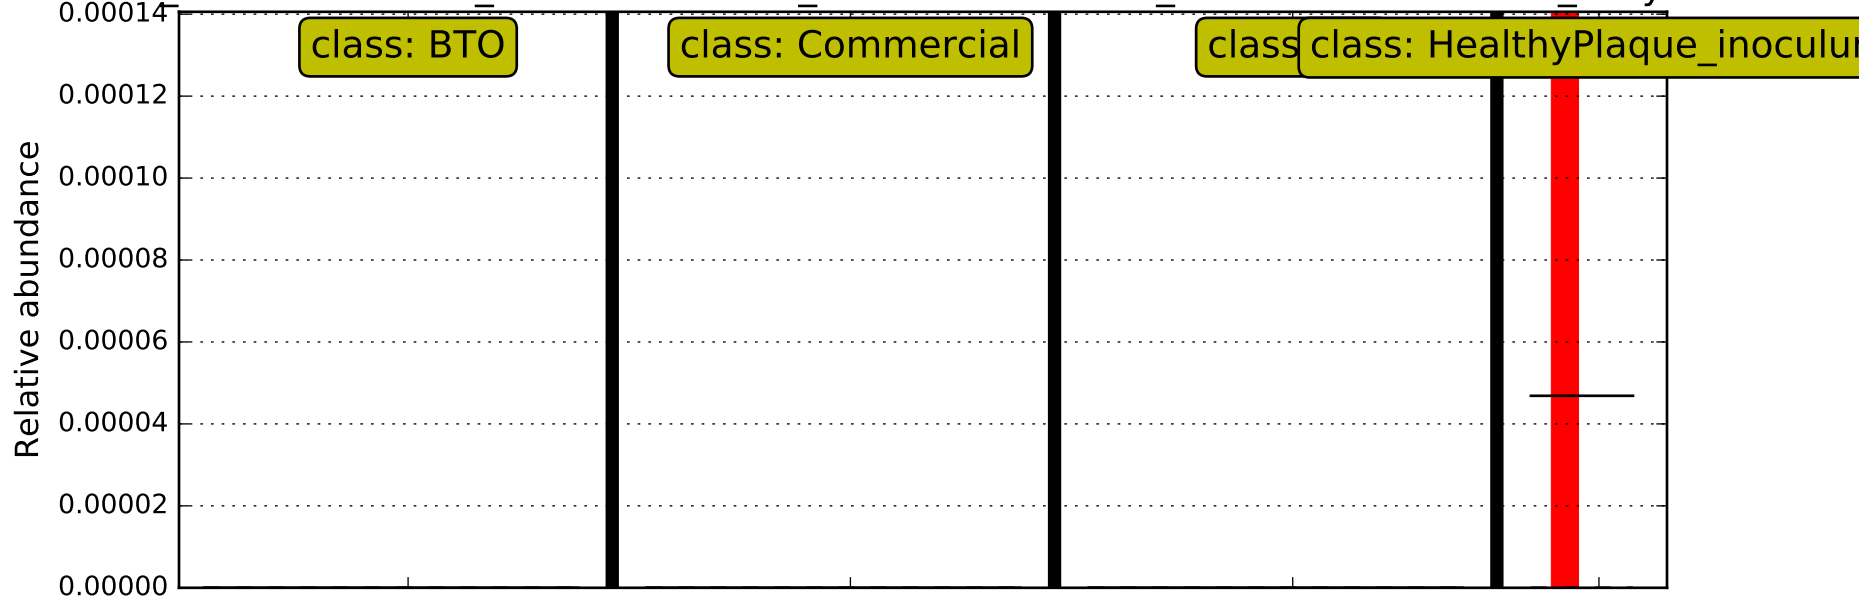 0.00014
class: BTO
class: Commercial
class
class: HealthyPlaque_inoculu
0.00012
0.00010
0.00008
0.00006
0.00004
0.00002
0.00000
Relative abundance